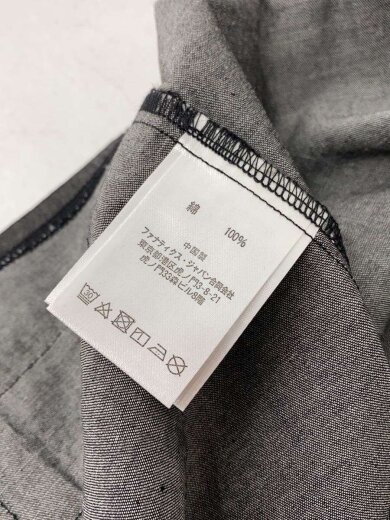 綿 100%
中国製
ファナティクス・ジャパン合同会社
東京都港区虎ノ門3-8-21
虎ノ門33森ビル6階